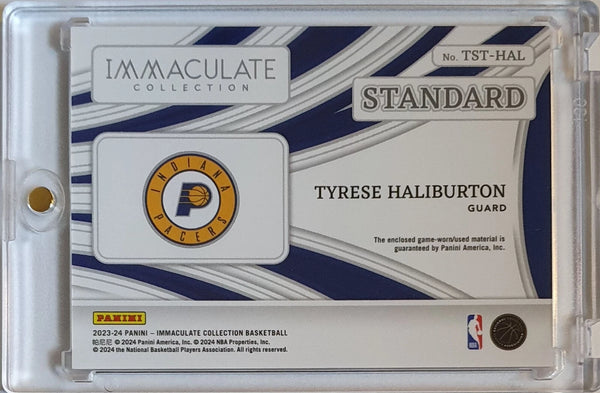 IMMACULATE
COLLECTION
No. TST-HAL
STANDARD
INDIANA
PACERS
TYRESE HALIBURTON
GUARD
The enclosed game-worn/used material is
guaranteed by Panini America, Inc.
PANINI
2023-24 PANINI – IMMACULATE COLLECTION BASKETBALL
帕尼尼 © 2024 Panini America, Inc. © 2024 NBA Properties, Inc.
© 2024 the National Basketball Players Association. All rights reserved.
NBA